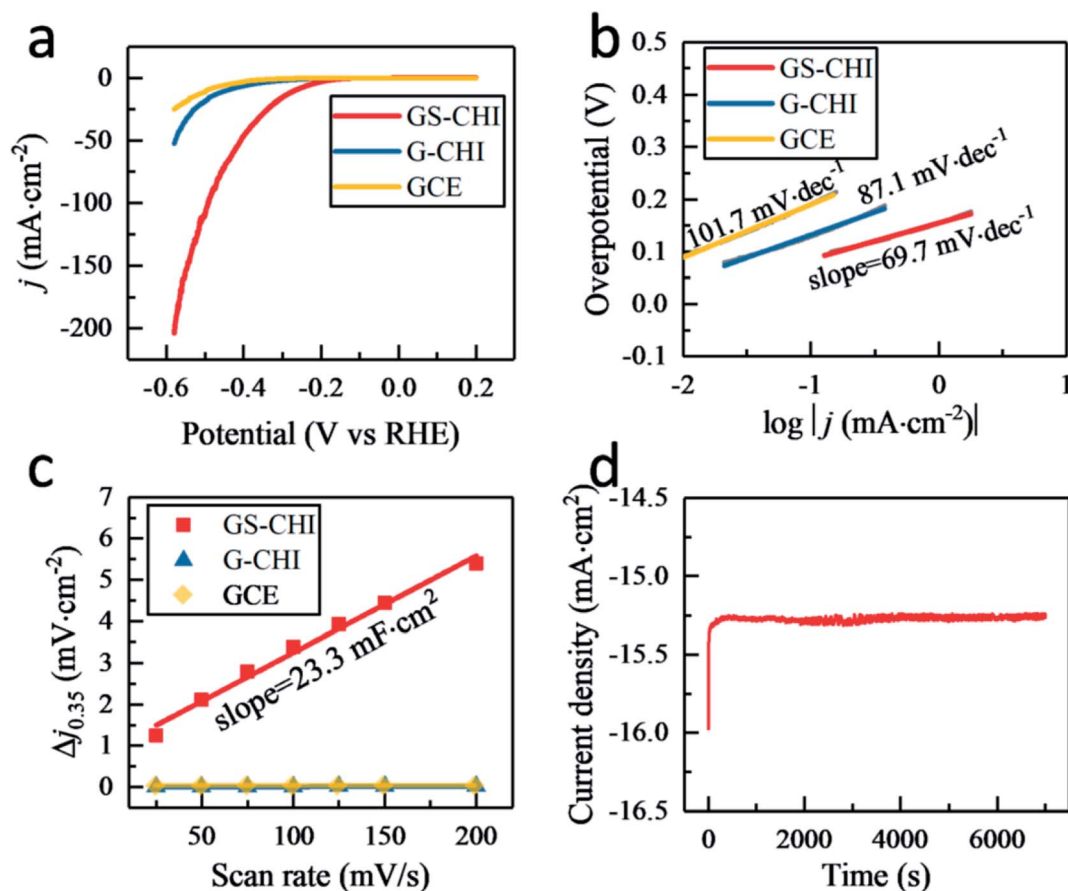 a
0
-50
-100
-150
-200
-0.6
-0.4
-0.2
0.0
0.2
j (mA·cm⁻²)
Potential (V vs RHE)
GS-CHI
G-CHI
GCE
b
0.5
0.4
0.3
0.2
0.1
0.0
-0.1
-2
-1
0
1
Overpotential (V)
log |j (mA·cm⁻²)|
GS-CHI
G-CHI
GCE
101.7 mV·dec⁻¹
87.1 mV·dec⁻¹
slope=69.7 mV·dec⁻¹
c
7
6
5
4
3
2
1
0
50
100
150
200
Δj₀.₃₅ (mV·cm⁻²)
Scan rate (mV/s)
GS-CHI
G-CHI
GCE
slope=23.3 mF·cm²
d
-14.5
-15.0
-15.5
-16.0
-16.5
0
2000
4000
6000
Current density (mA·cm²)
Time (s)